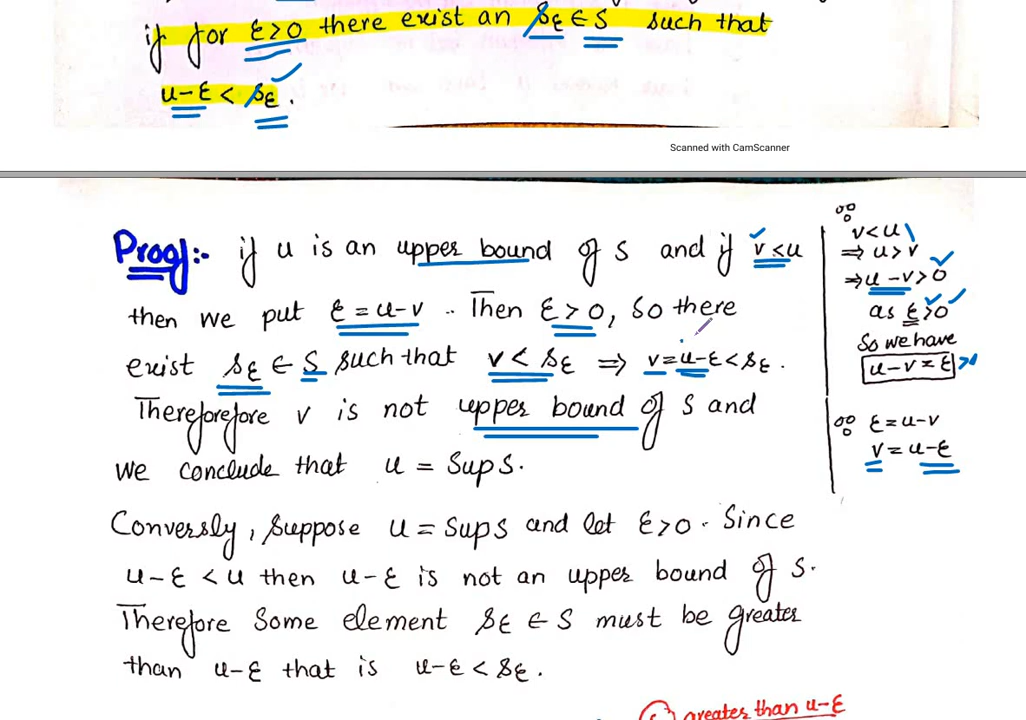 if for ε>0 there exist an sε ∈ S such that
u-ε < sε.
Scanned with CamScanner
Proof:- if u is an upper bound of S and if v<u
then we put ε = u-v .. Then ε > 0, so there
exist sε ∈ S such that v < sε ⇒ v=u-ε<sε.
Thereforefore v is not upper bound of S and
we conclude that u = Sup S.
Conversly, Suppose u = Sup S and let ε>0. Since
u-ε <u then u-ε is not an upper bound of S.
Therefore Some element sε ∈ S must be greater
than u-ε that is u-ε < sε.
∵ v<u
⇒ u>v
⇒ u-v>0
as ε>0
So we have
u-v=ε
∵ ε=u-v
v=u-ε
greates than u-ε